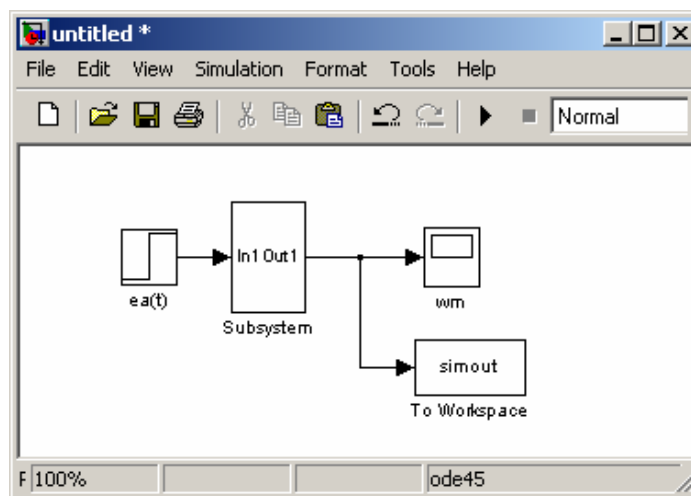 untitled *
File Edit View Simulation Format Tools Help
Normal
In1 Out1
ea(t)
Subsystem
wm
simout
To Workspace
F 100% ode45